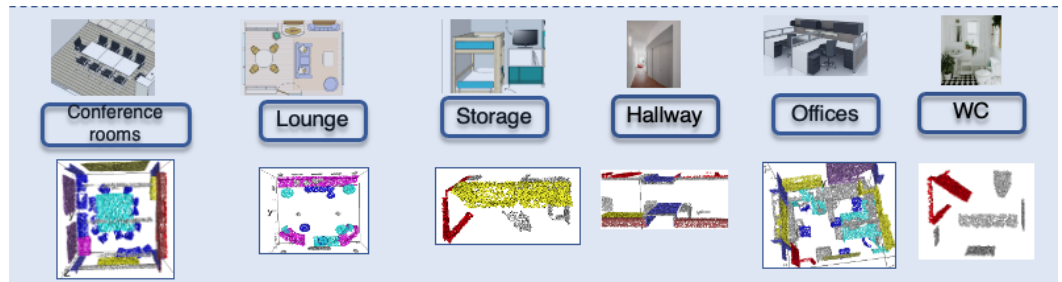 Conference
rooms
Lounge
Storage
Hallway
Offices
WC
Y